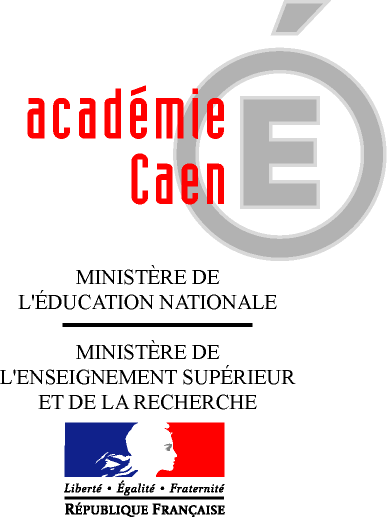 É
académie
Caen
MINISTÈRE DE
L'ÉDUCATION NATIONALE
MINISTÈRE DE
L'ENSEIGNEMENT SUPÉRIEUR
ET DE LA RECHERCHE
Liberté • Égalité • Fraternité
RÉPUBLIQUE FRANÇAISE